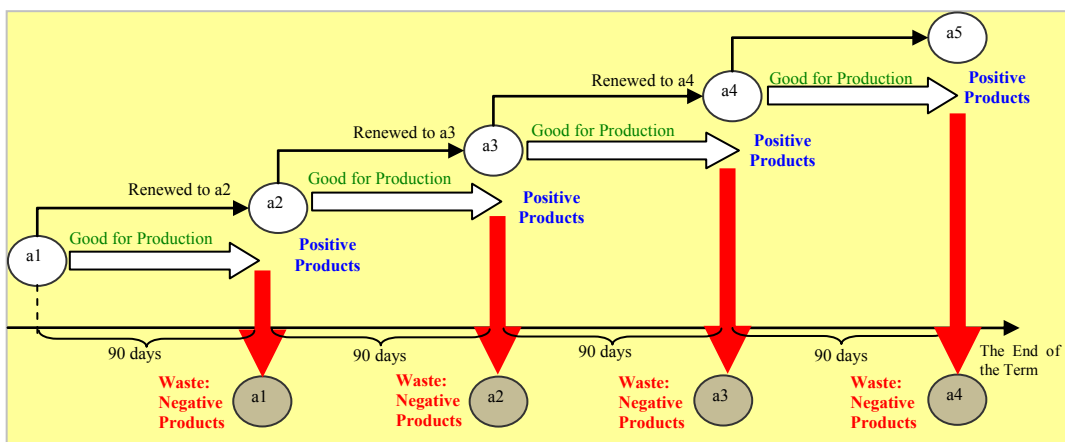 a5
Renewed to a4
a4
Good for Production
Positive
Products
Renewed to a3
a3
Good for Production
Positive
Products
Renewed to a2
a2
Good for Production
Positive
Products
a1
Good for Production
Positive
Products
90 days
90 days
90 days
90 days
The End of
the Term
Waste:
Negative
Products
a1
Waste:
Negative
Products
a2
Waste:
Negative
Products
a3
Waste:
Negative
Products
a4